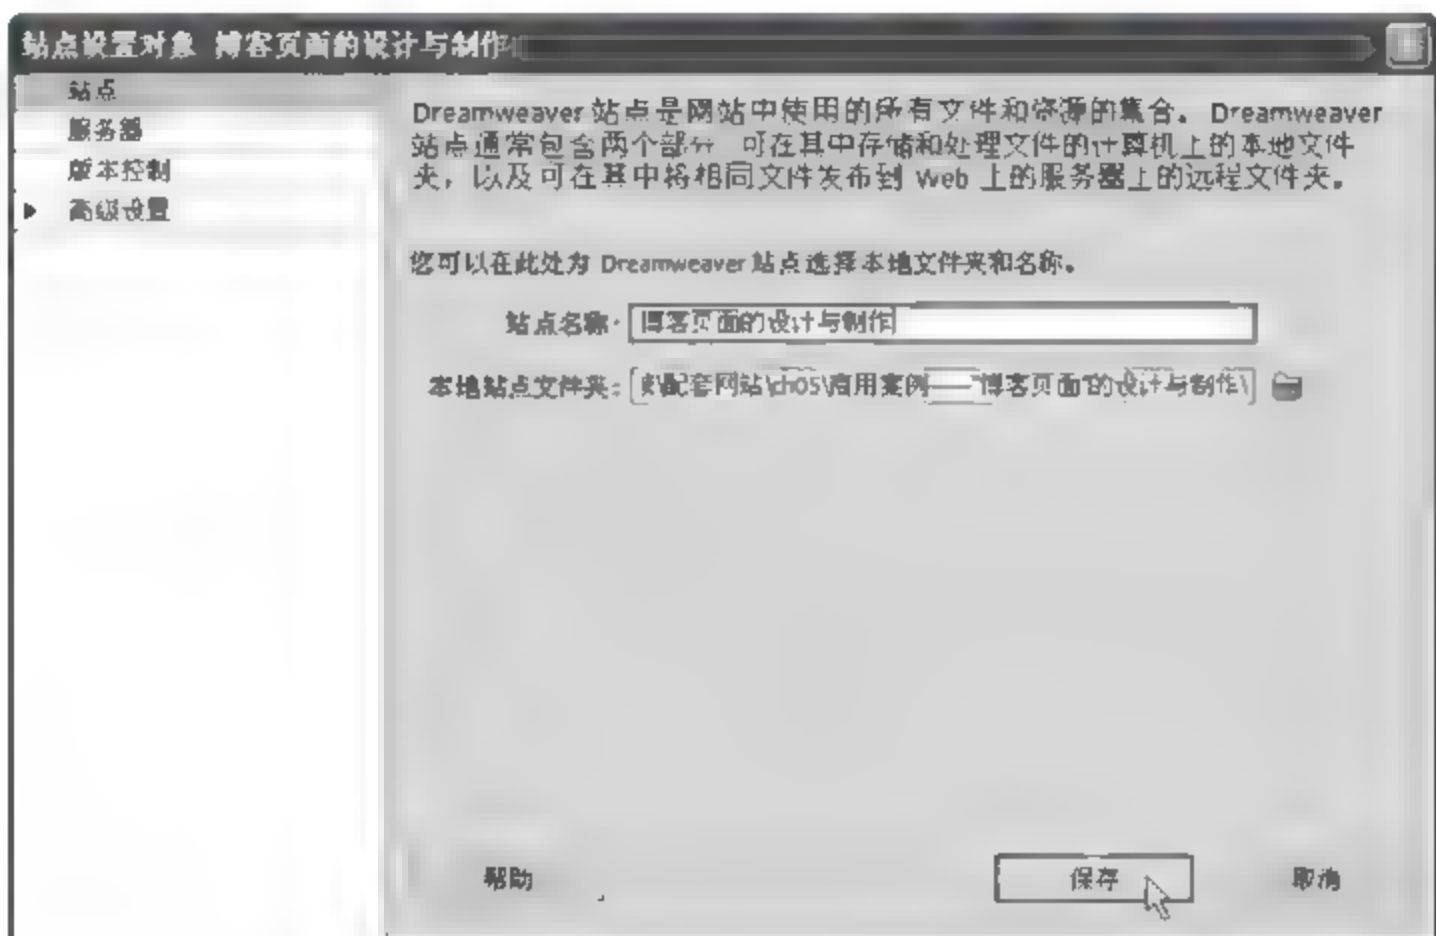 站点设置对象 博客页面的设计与制作
站点
服务器
版本控制
高级设置
Dreamweaver 站点是网站中使用的所有文件和资源的集合。 Dreamweaver
站点通常包含两个部分 可在其中存储和处理文件的计算机上的本地文件
夹，以及可在其中将相同文件发布到 Web 上的服务器上的远程文件夹。
您可以在此处为 Dreamweaver 站点选择本地文件夹和名称。
站点名称: 博客页面的设计与制作
本地站点文件夹: \配套网站\ch05\商用案例——“博客页面”的设计与制作\
帮助
保存
取消